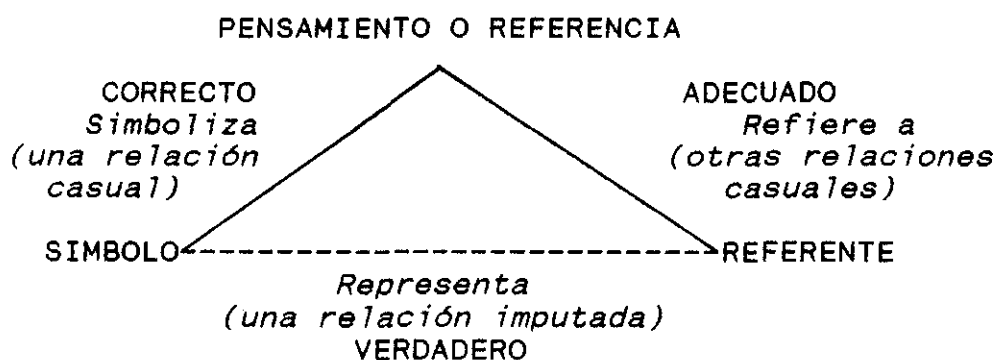 PENSAMIENTO O REFERENCIA
CORRECTO
Simboliza
(una relación
casual)
ADECUADO
Refiere a
(otras relaciones
casuales)
SIMBOLO
REFERENTE
Representa
(una relación imputada)
VERDADERO